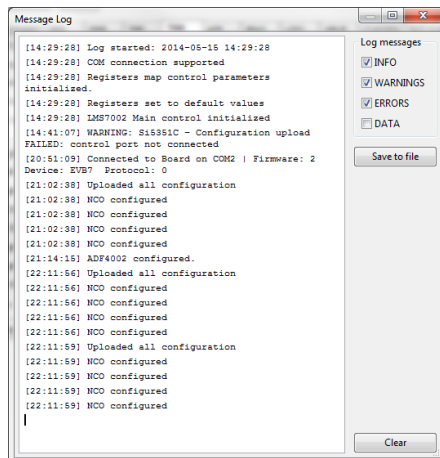 Message Log
[14:29:28] Log started: 2014-05-15 14:29:28
[14:29:28] COM connection supported
[14:29:28] Registers map control parameters
initialized.
[14:29:28] Registers set to default values
[14:29:28] LMS7002 Main control initialized
[14:41:07] WARNING: Si5351C - Configuration upload
FAILED: control port not connected
[20:51:09] Connected to Board on COM2 | Firmware: 2
Device: EVB7 Protocol: 0
[21:02:38] Uploaded all configuration
[21:02:38] NCO configured
[21:02:38] NCO configured
[21:02:38] NCO configured
[21:02:38] NCO configured
[21:14:15] ADF4002 configured.
[22:11:56] Uploaded all configuration
[22:11:56] NCO configured
[22:11:56] NCO configured
[22:11:56] NCO configured
[22:11:56] NCO configured
[22:11:59] Uploaded all configuration
[22:11:59] NCO configured
[22:11:59] NCO configured
[22:11:59] NCO configured
[22:11:59] NCO configured
Log messages
INFO
WARNINGS
ERRORS
DATA
Save to file
Clear